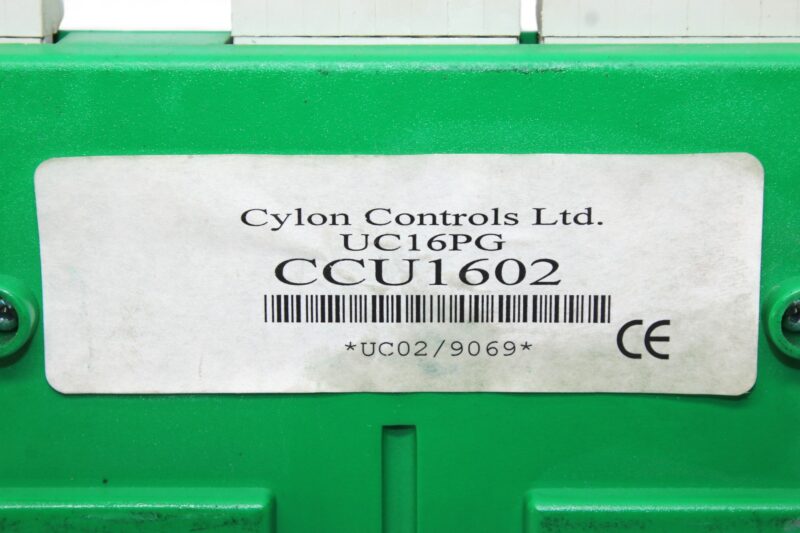 Cylon Controls Ltd.
UC16PG
CCU1602
*UC02/9069*
CE